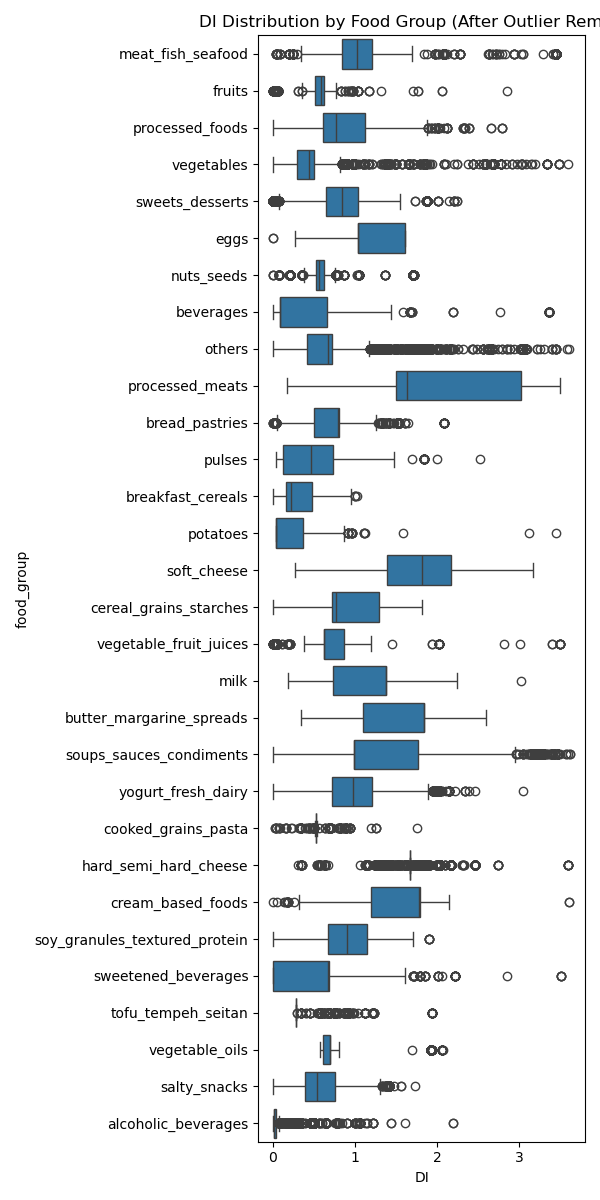 DI Distribution by Food Group (After Outlier Rem
meat_fish_seafood
fruits
processed_foods
vegetables
sweets_desserts
eggs
nuts_seeds
beverages
others
processed_meats
bread_pastries
pulses
breakfast_cereals
potatoes
soft_cheese
cereal_grains_starches
vegetable_fruit_juices
milk
butter_margarine_spreads
soups_sauces_condiments
yogurt_fresh_dairy
cooked_grains_pasta
hard_semi_hard_cheese
cream_based_foods
soy_granules_textured_protein
sweetened_beverages
tofu_tempeh_seitan
vegetable_oils
salty_snacks
alcoholic_beverages
food_group
0 1 2 3
DI